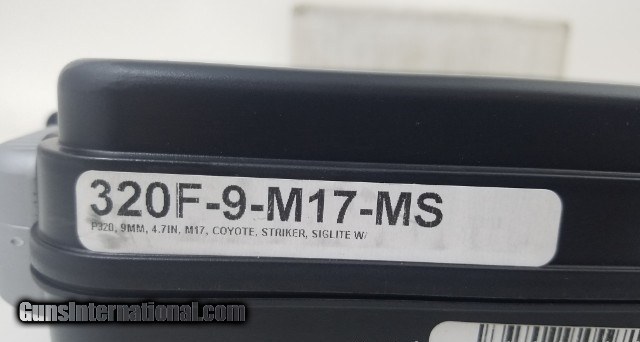 320F-9-M17-MS
P320, 9MM, 4.7IN, M17, COYOTE, STRIKER, SIGLITE W/
GunsInternational.com